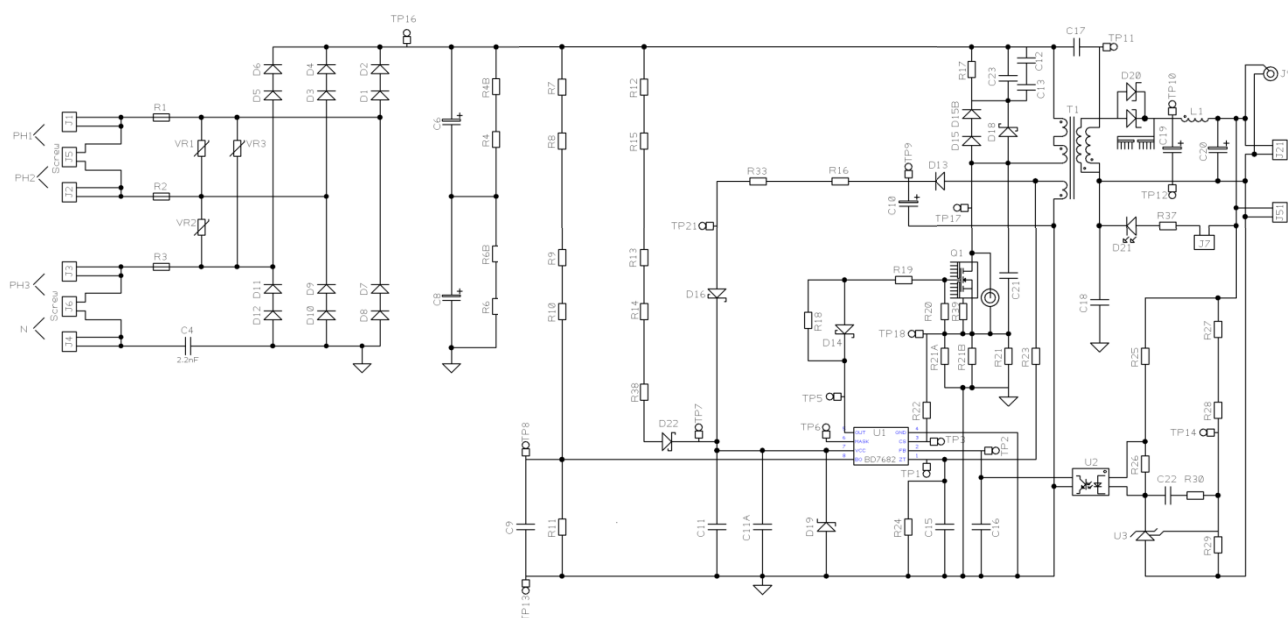 TP16
C17
TP11
D6
D4
D2
D5
D3
D1
R4B
R7
R12
R17
C23
C12
C13
D20
TP10
J1
R1
PH1
J5
Screw
PH2
J2
R2
VR1
VR3
VR2
C6
R4
R8
R15
D15B
D15
D18
T1
L1
C19
C20
J21
R33
R16
TP9
D13
C10
TP12
TP17
TP21
J51
D21
R37
J7
J3
R3
PH3
J6
Screw
N
J4
C4
2.2nF
D11
D9
D7
D12
D10
D8
C8
R6B
R6
R9
R10
R13
R14
D16
Q1
R19
R20
R39
C21
C18
R18
D14
TP18
R21A
R21B
R21
R23
R25
R27
R38
TP5
R22
R28
D22
TP7
TP6
U1
TP3
TP2
TP14
OUT
MASK
VCC
BO
GND
CS
FB
ZT
BD7682
TP8
TP1
U2
R26
C22
R30
C9
R11
C11
C11A
D19
R24
C15
C16
U3
R29
TP13